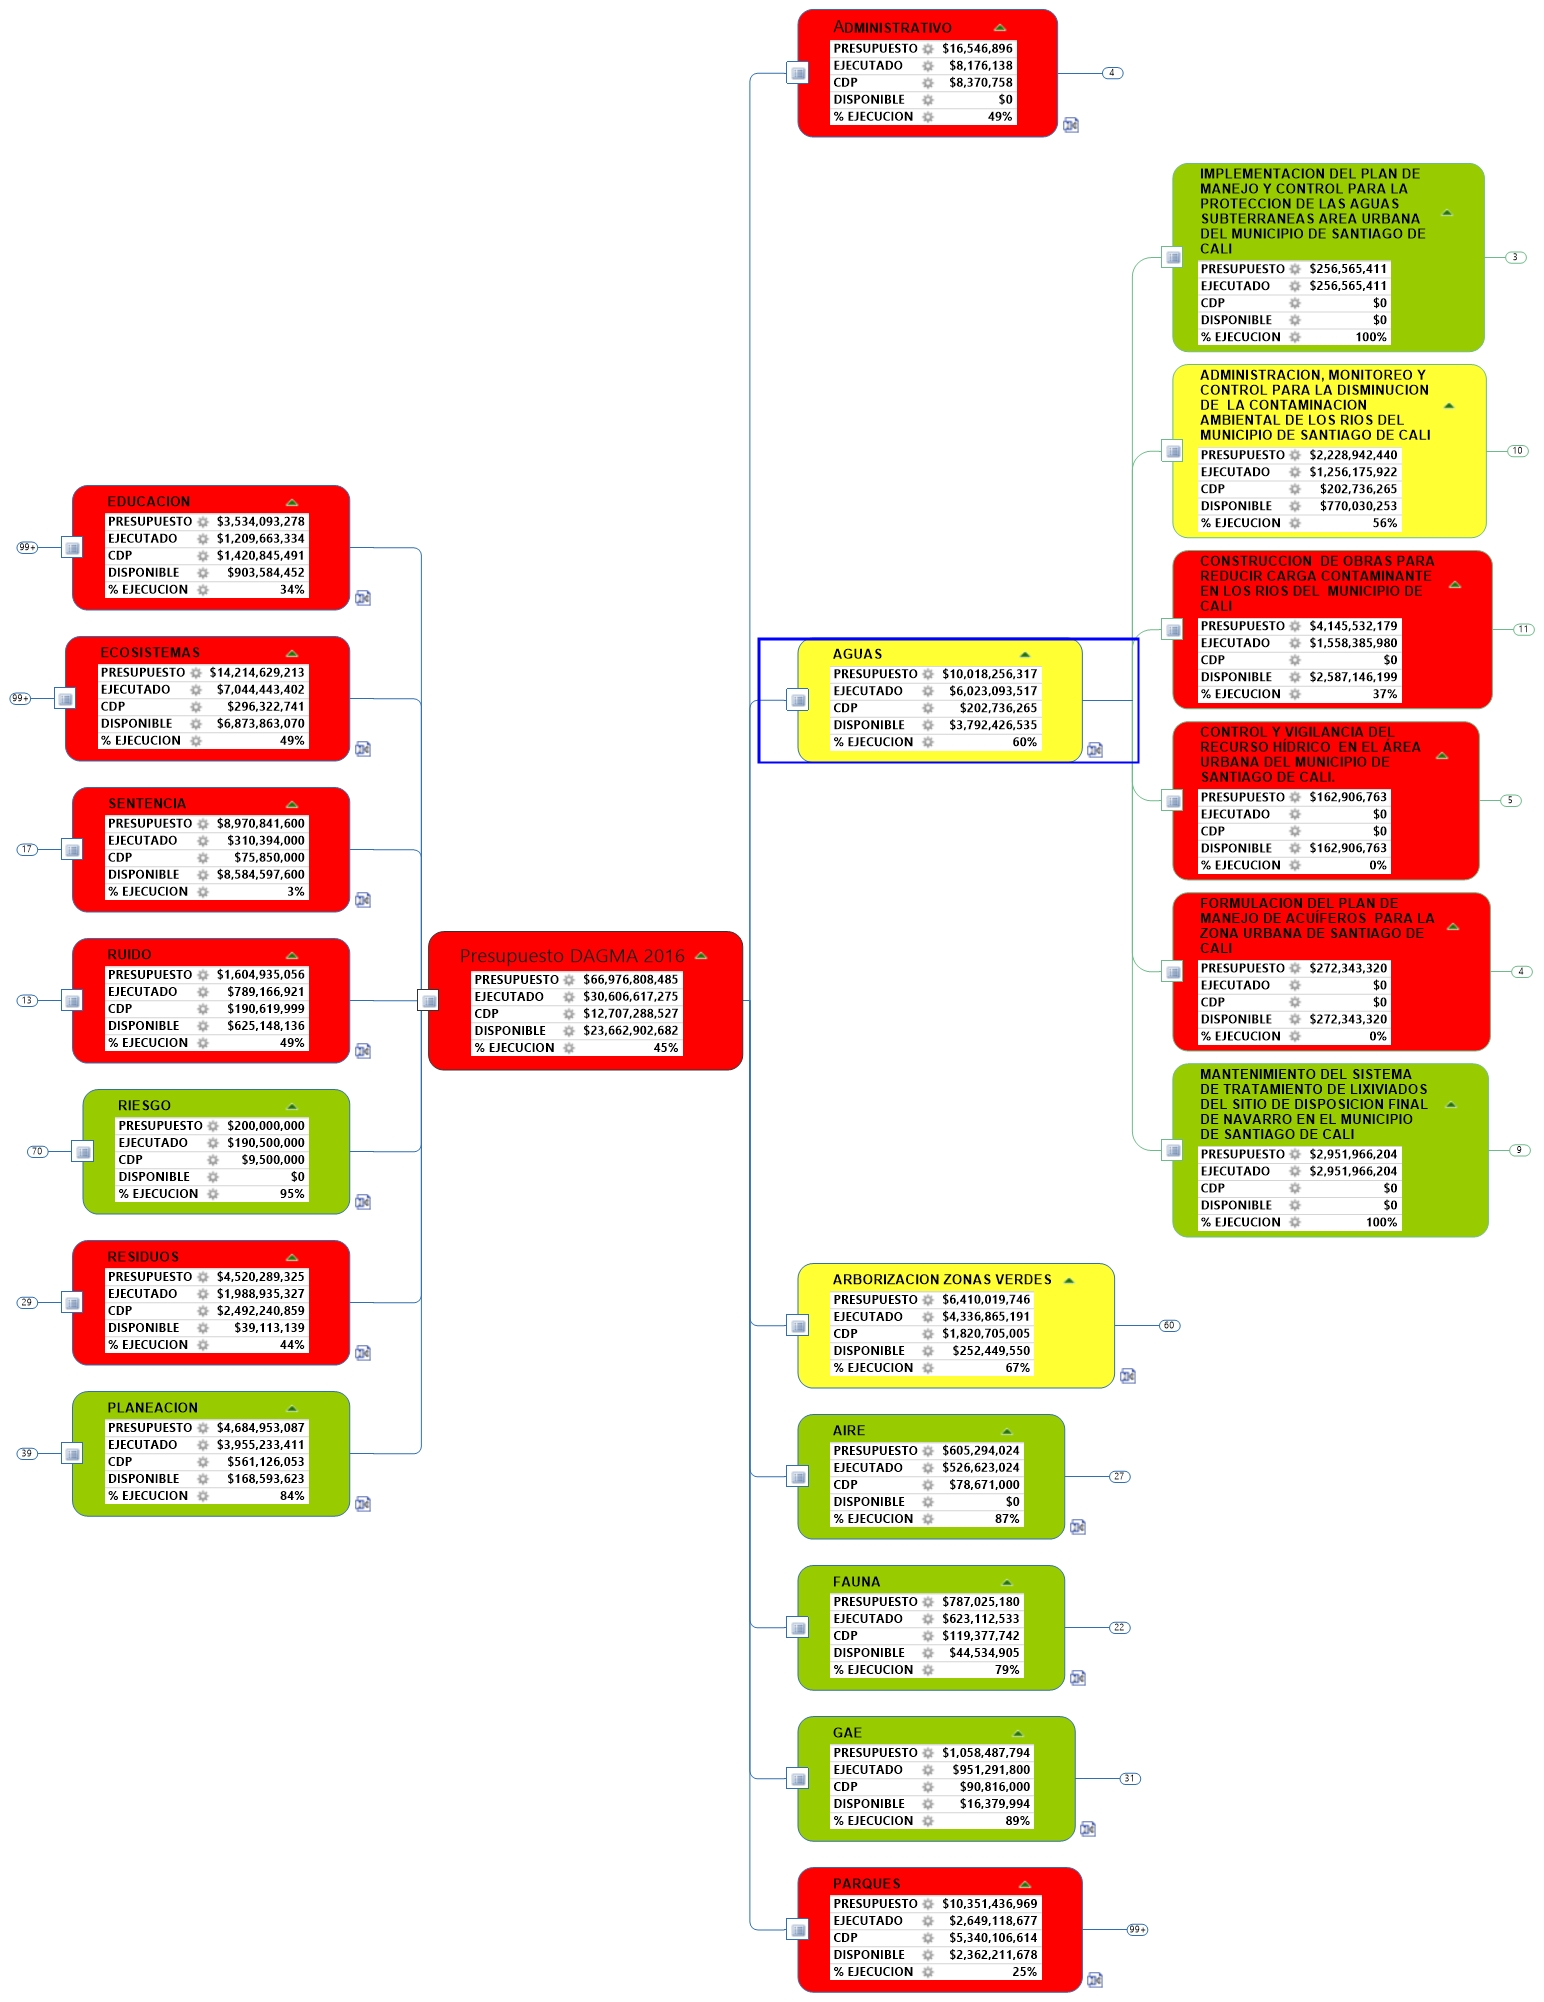 Presupuesto DAGMA 2016
PRESUPUESTO $66,976,808,485
EJECUTADO $30,606,617,275
CDP $12,707,288,527
DISPONIBLE $23,662,902,682
% EJECUCION 45%
ADMINISTRATIVO
PRESUPUESTO $16,546,896
EJECUTADO $8,176,138
CDP $8,370,758
DISPONIBLE $0
% EJECUCION 49%
4
AGUAS
PRESUPUESTO $10,018,256,317
EJECUTADO $6,023,093,517
CDP $202,736,265
DISPONIBLE $3,792,426,535
% EJECUCION 60%
IMPLEMENTACION DEL PLAN DE
MANEJO Y CONTROL PARA LA
PROTECCION DE LAS AGUAS
SUBTERRANEAS AREA URBANA
DEL MUNICIPIO DE SANTIAGO DE
CALI
PRESUPUESTO $256,565,411
EJECUTADO $256,565,411
CDP $0
DISPONIBLE $0
% EJECUCION 100%
3
ADMINISTRACION, MONITOREO Y
CONTROL PARA LA DISMINUCION
DE LA CONTAMINACION
AMBIENTAL DE LOS RIOS DEL
MUNICIPIO DE SANTIAGO DE CALI
PRESUPUESTO $2,228,942,440
EJECUTADO $1,256,175,922
CDP $202,736,265
DISPONIBLE $770,030,253
% EJECUCION 56%
10
CONSTRUCCION DE OBRAS PARA
REDUCIR CARGA CONTAMINANTE
EN LOS RIOS DEL MUNICIPIO DE
CALI
PRESUPUESTO $4,145,532,179
EJECUTADO $1,558,385,980
CDP $0
DISPONIBLE $2,587,146,199
% EJECUCION 37%
11
CONTROL Y VIGILANCIA DEL
RECURSO HÍDRICO EN EL ÁREA
URBANA DEL MUNICIPIO DE
SANTIAGO DE CALI.
PRESUPUESTO $162,906,763
EJECUTADO $0
CDP $0
DISPONIBLE $162,906,763
% EJECUCION 0%
5
FORMULACION DEL PLAN DE
MANEJO DE ACUÍFEROS PARA LA
ZONA URBANA DE SANTIAGO DE
CALI
PRESUPUESTO $272,343,320
EJECUTADO $0
CDP $0
DISPONIBLE $272,343,320
% EJECUCION 0%
4
MANTENIMIENTO DEL SISTEMA
DE TRATAMIENTO DE LIXIVIADOS
DEL SITIO DE DISPOSICION FINAL
DE NAVARRO EN EL MUNICIPIO
DE SANTIAGO DE CALI
PRESUPUESTO $2,951,966,204
EJECUTADO $2,951,966,204
CDP $0
DISPONIBLE $0
% EJECUCION 100%
9
ARBORIZACION ZONAS VERDES
PRESUPUESTO $6,410,019,746
EJECUTADO $4,336,865,191
CDP $1,820,705,005
DISPONIBLE $252,449,550
% EJECUCION 67%
60
AIRE
PRESUPUESTO $605,294,024
EJECUTADO $526,623,024
CDP $78,671,000
DISPONIBLE $0
% EJECUCION 87%
27
FAUNA
PRESUPUESTO $787,025,180
EJECUTADO $623,112,533
CDP $119,377,742
DISPONIBLE $44,534,905
% EJECUCION 79%
22
GAE
PRESUPUESTO $1,058,487,794
EJECUTADO $951,291,800
CDP $90,816,000
DISPONIBLE $16,379,994
% EJECUCION 89%
31
PARQUES
PRESUPUESTO $10,351,436,969
EJECUTADO $2,649,118,677
CDP $5,340,106,614
DISPONIBLE $2,362,211,678
% EJECUCION 25%
99+
EDUCACION
PRESUPUESTO $3,534,093,278
EJECUTADO $1,209,663,334
CDP $1,420,845,491
DISPONIBLE $903,584,452
% EJECUCION 34%
99+
ECOSISTEMAS
PRESUPUESTO $14,214,629,213
EJECUTADO $7,044,443,402
CDP $296,322,741
DISPONIBLE $6,873,863,070
% EJECUCION 49%
99+
SENTENCIA
PRESUPUESTO $8,970,841,600
EJECUTADO $310,394,000
CDP $75,850,000
DISPONIBLE $8,584,597,600
% EJECUCION 3%
17
RUIDO
PRESUPUESTO $1,604,935,056
EJECUTADO $789,166,921
CDP $190,619,999
DISPONIBLE $625,148,136
% EJECUCION 49%
13
RIESGO
PRESUPUESTO $200,000,000
EJECUTADO $190,500,000
CDP $9,500,000
DISPONIBLE $0
% EJECUCION 95%
70
RESIDUOS
PRESUPUESTO $4,520,289,325
EJECUTADO $1,988,935,327
CDP $2,492,240,859
DISPONIBLE $39,113,139
% EJECUCION 44%
29
PLANEACION
PRESUPUESTO $4,684,953,087
EJECUTADO $3,955,233,411
CDP $561,126,053
DISPONIBLE $168,593,623
% EJECUCION 84%
39